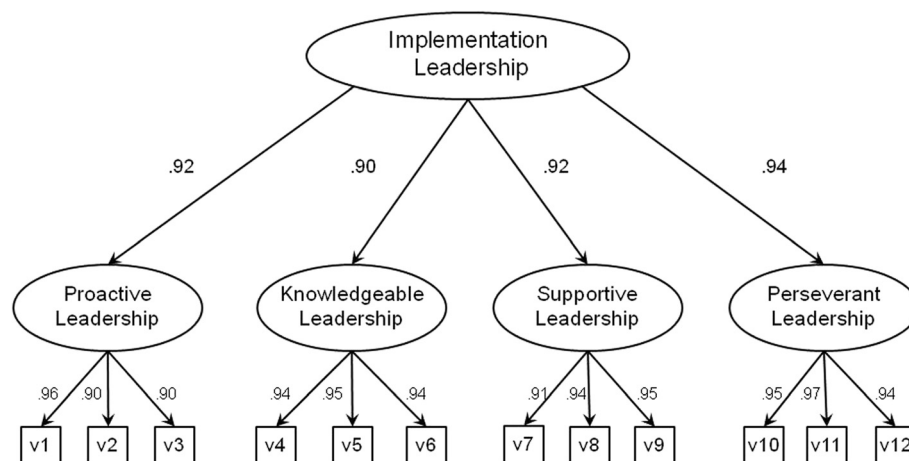 Implementation
Leadership
.92
.90
.92
.94
Proactive
Leadership
Knowledgeable
Leadership
Supportive
Leadership
Perseverant
Leadership
.96
.90
.90
.94
.95
.94
.91
.94
.95
.95
.97
.94
v1
v2
v3
v4
v5
v6
v7
v8
v9
v10
v11
v12